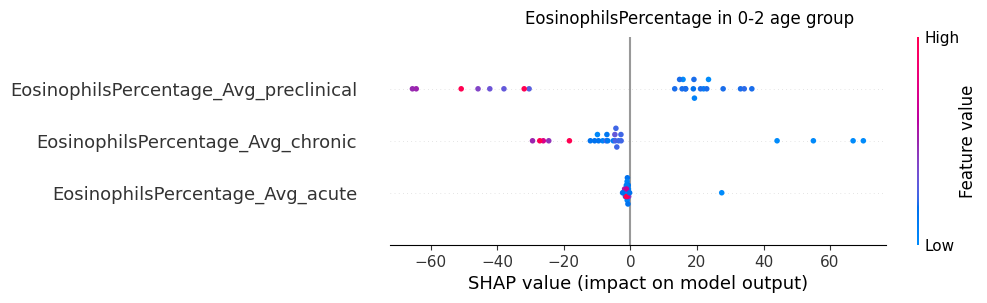 EosinophilsPercentage in 0-2 age group
High
EosinophilsPercentage_Avg_preclinical
EosinophilsPercentage_Avg_chronic
EosinophilsPercentage_Avg_acute
Feature value
Low
−60 −40 −20 0 20 40 60
SHAP value (impact on model output)